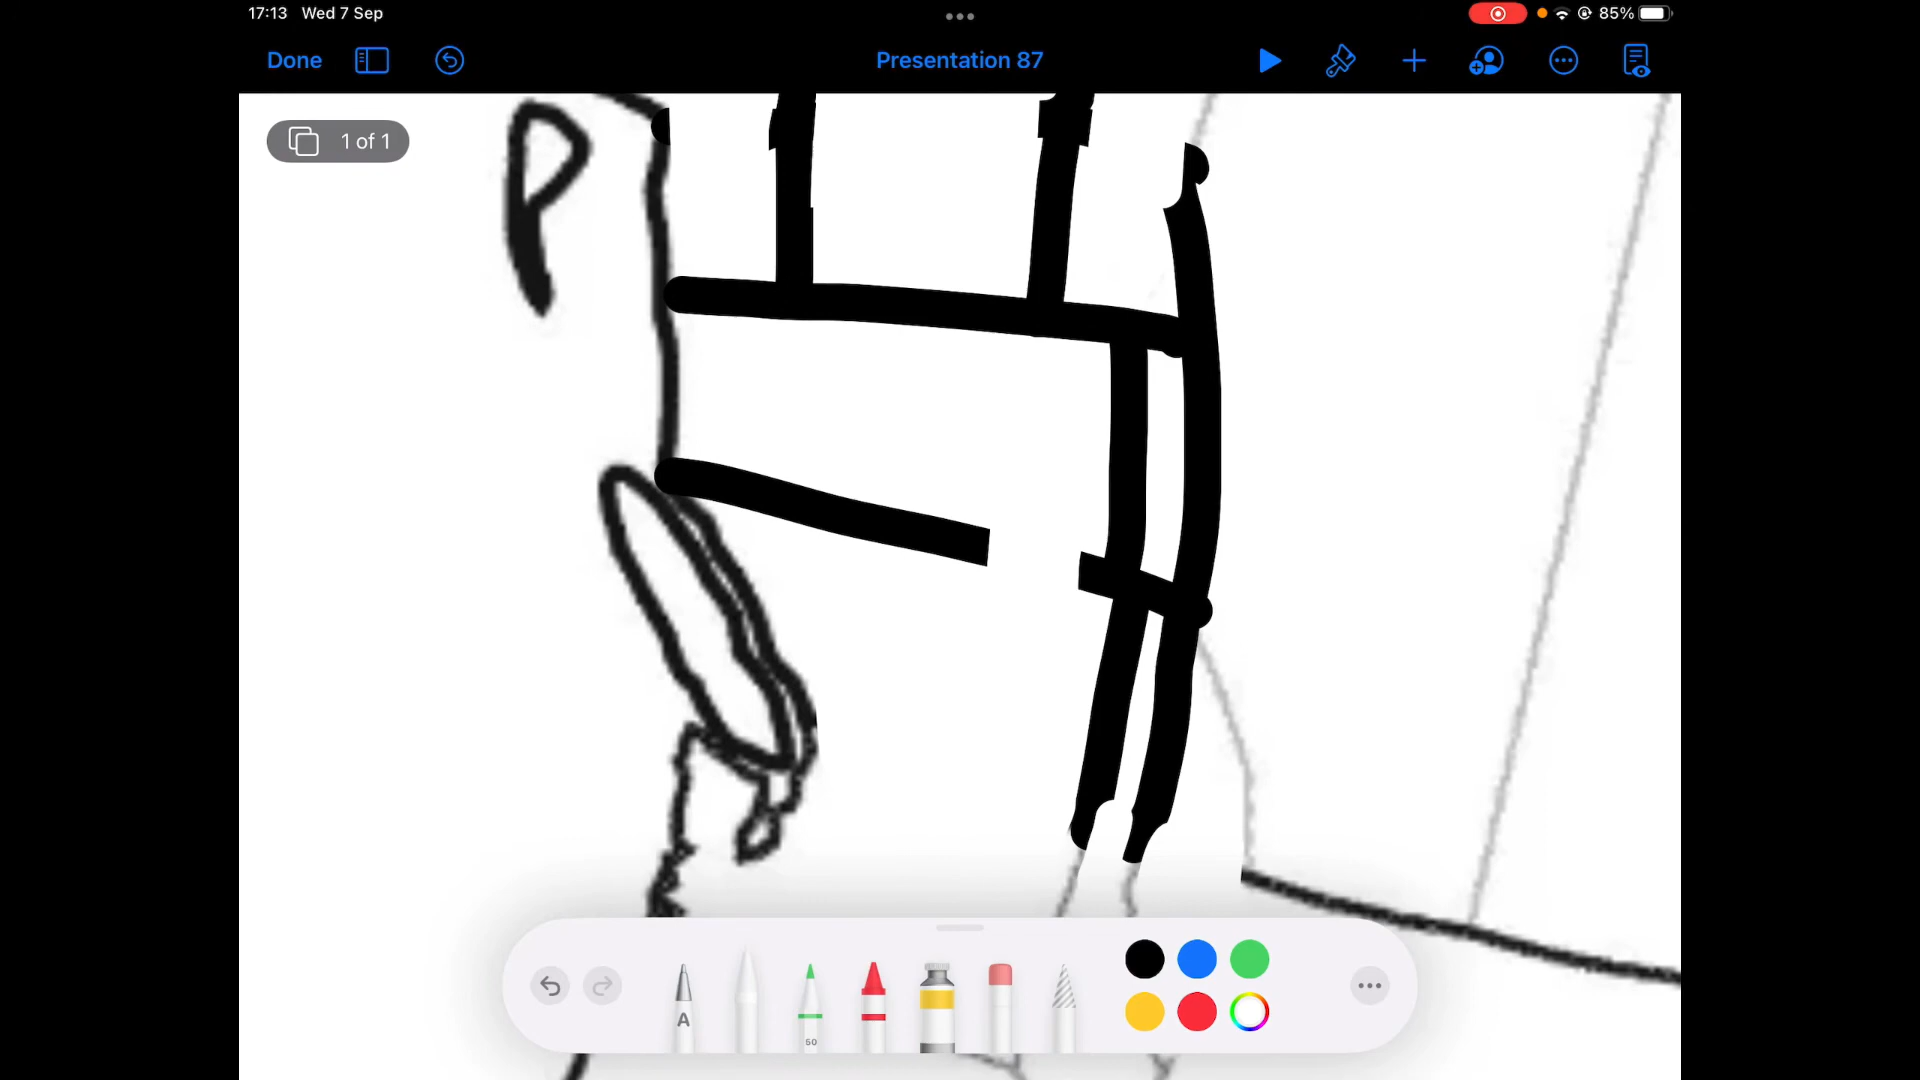 17:13 Wed 7 Sep
85%
Done
Presentation 87
1 of 1
P
A
50